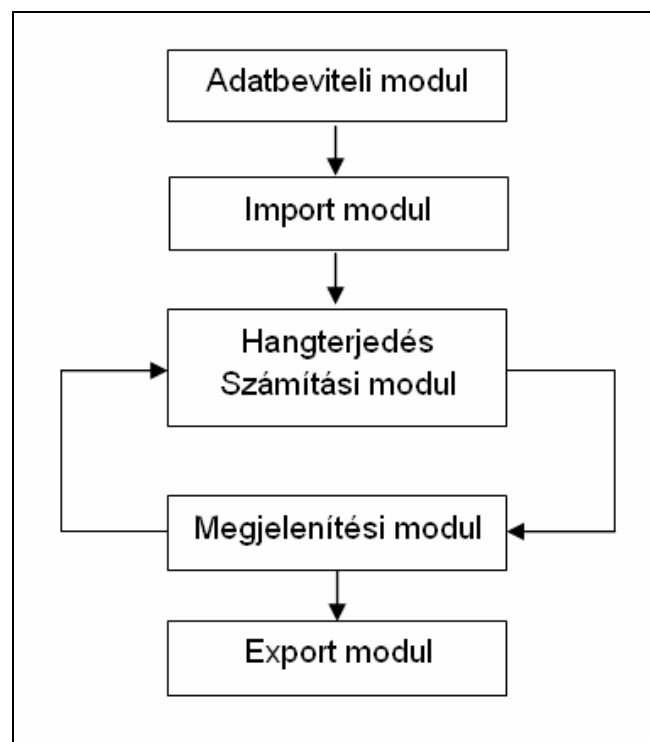 Adatbeviteli modul
Import modul
Hangterjedés
Számítási modul
Megjelenítési modul
Export modul